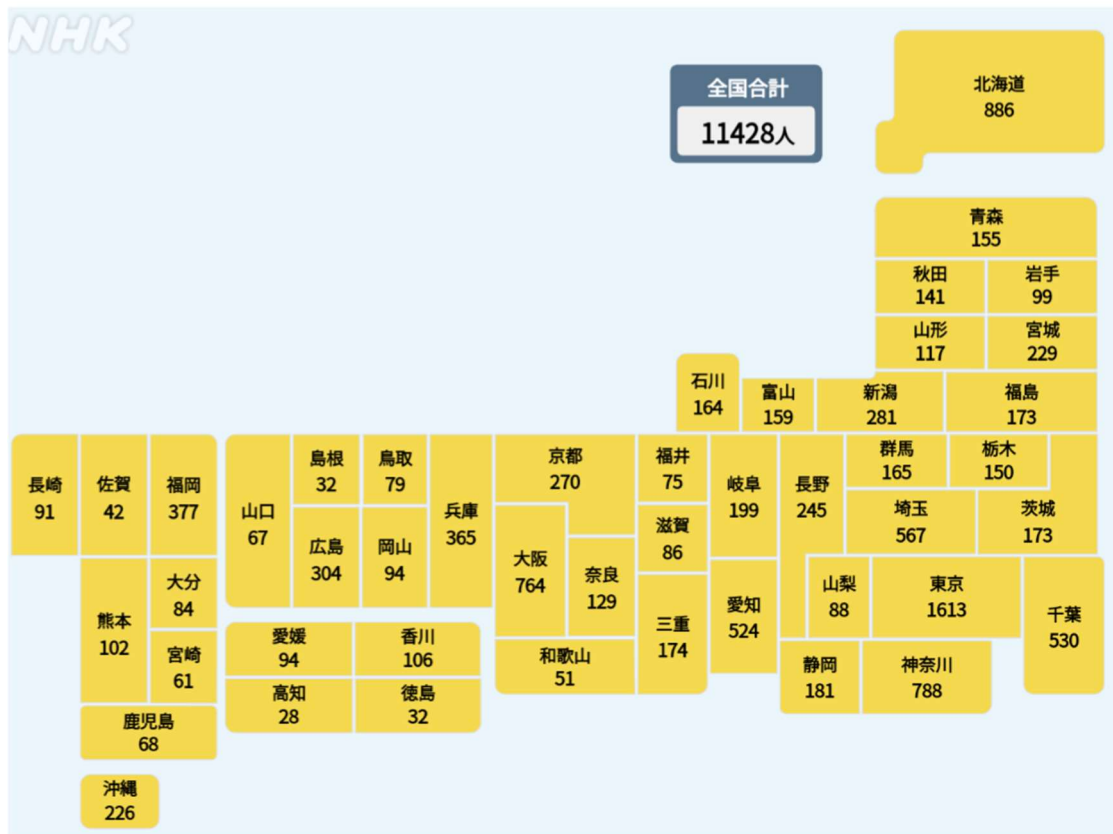 NHK
全国合計
11428人
北海道
886
青森
155
秋田
141
岩手
99
山形
117
宮城
229
石川
164
富山
159
新潟
281
福島
173
長崎
91
佐賀
42
福岡
377
山口
67
島根
32
鳥取
79
兵庫
365
京都
270
福井
75
岐阜
199
長野
245
群馬
165
栃木
150
広島
304
岡山
94
大阪
764
奈良
129
滋賀
86
埼玉
567
茨城
173
熊本
102
大分
84
宮崎
61
愛媛
94
香川
106
和歌山
51
三重
174
愛知
524
山梨
88
東京
1613
千葉
530
高知
28
徳島
32
静岡
181
神奈川
788
鹿児島
68
沖縄
226